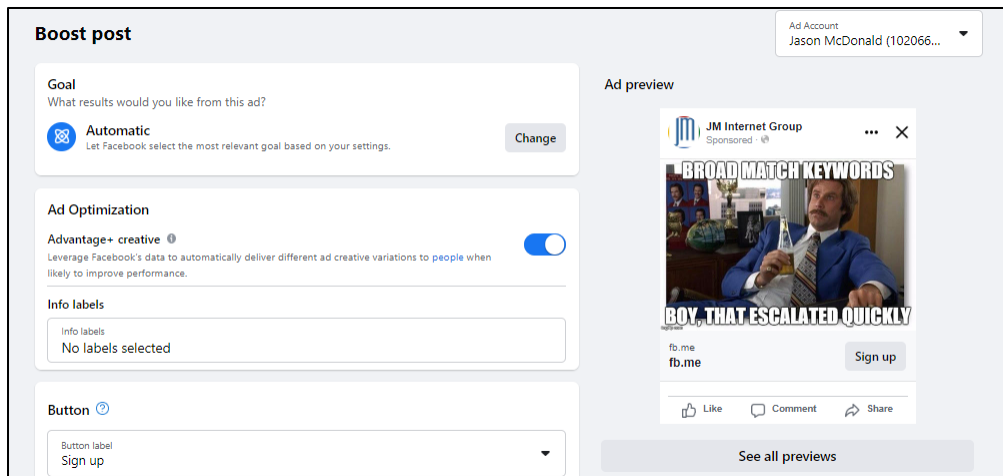 Boost post
Ad Account
Jason McDonald (102066...
Goal
What results would you like from this ad?
Automatic
Let Facebook select the most relevant goal based on your settings.
Change
Ad Optimization
Advantage+ creative
Leverage Facebook's data to automatically deliver different ad creative variations to people when
likely to improve performance.
Info labels
Info labels
No labels selected
Button
Button label
Sign up
Ad preview
JM
JM Internet Group
Sponsored ·
BROAD MATCH KEYWORDS
BOY, THAT ESCALATED QUICKLY
imgflip.com
fb.me
fb.me
Sign up
Like
Comment
Share
See all previews